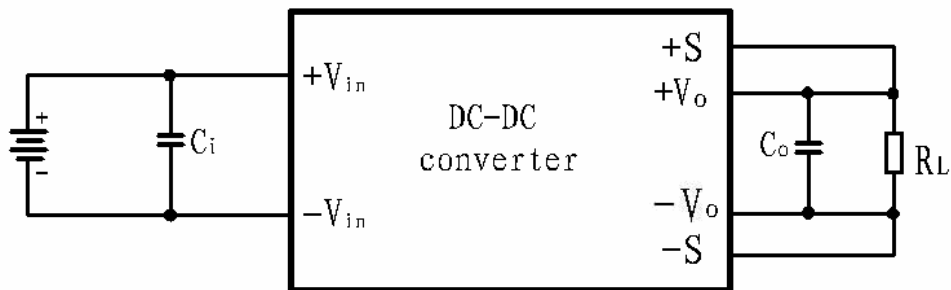 +S
+Vin
+Vo
DC-DC
converter
+
-
Ci
Co
RL
-Vin
-Vo
-S